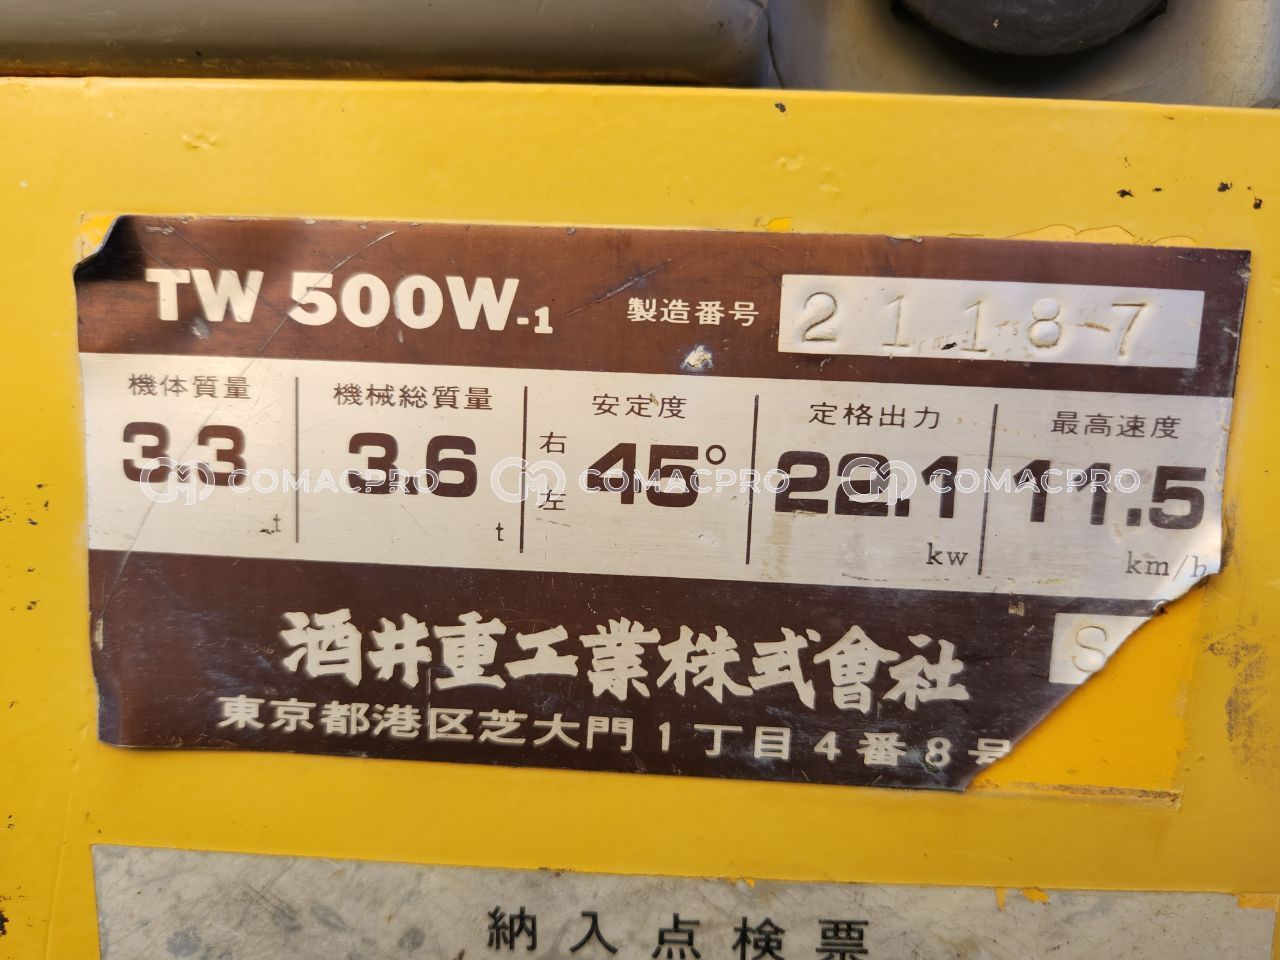 TW 500W-1 製造番号 21187
機体質量 機械総質量 安定度 定格出力 最高速度
3.3 t 3.6 t 右 左 45° 22.1 kw 11.5 km/h
COMACPRO COMACPRO COMACPRO
酒井重工業株式會社 S
東京都港区芝大門1丁目4番8号
納入点検票